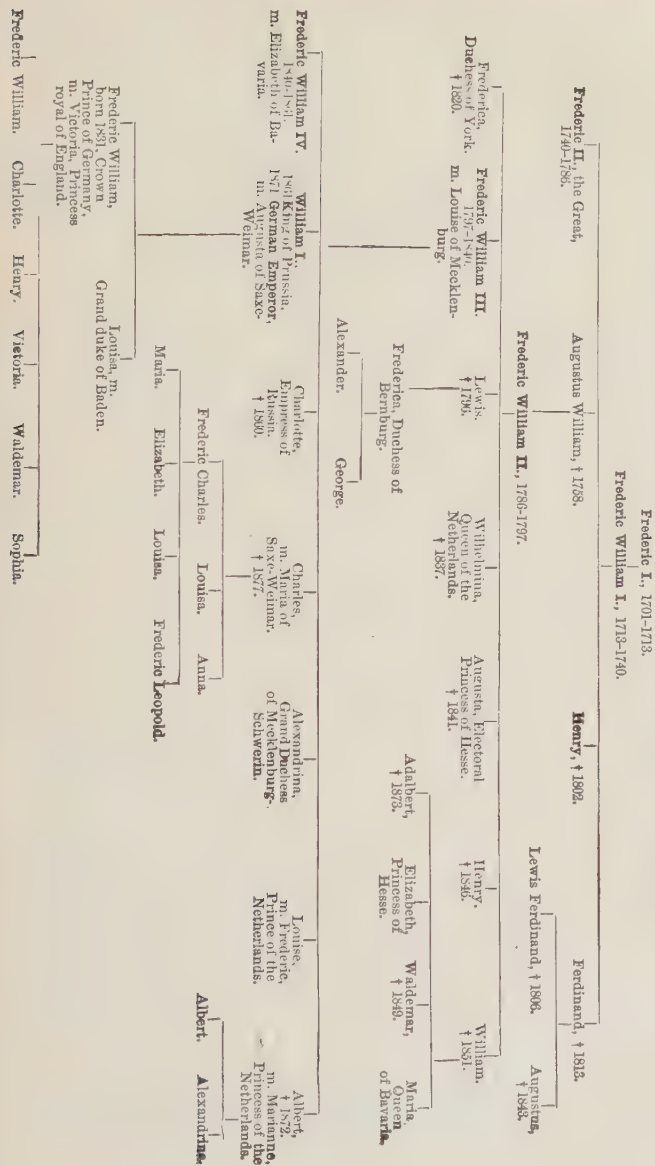 Frederic I., 1701-1713.
Frederic William I., 1713-1740.
Frederic II., the Great,
1740-1786.
Augustus William, † 1758.
Henry, † 1802.
Ferdinand, † 1813.
Frederic William II., 1786-1797.
Lewis Ferdinand, † 1806.
Augustus,
† 1843.
Frederica,
Duchess of York.
† 1820.
Frederic William III.
1797-1840.
m. Louise of Mecklen-
burg.
Lewis.
† 1796.
Wilhelmina,
Queen of the
Netherlands.
† 1837.
Augusta, Electoral
Princess of Hesse.
† 1841.
Henry.
† 1846.
William.
† 1851.
Frederica, Duchess of
Bernburg.
Alexander.
George.
Adalbert,
† 1873.
Elizabeth,
Princess of
Hesse.
Waldemar,
† 1849.
Maria,
Queen
of Bavaria.
Frederic William IV.
1840-1861.
m. Elizabeth of Ba-
varia.
William I.,
1861 King of Prussia,
1871 German Emperor,
m. Augusta of Saxe-
Weimar.
Charlotte,
Empress of
Russia.
† 1860.
Charles,
m. Maria of
Saxe-Weimar.
† 1877.
Alexandrina,
Grand Duchess
of Mecklenburg-
Schwerin.
Louise,
m. Frederic,
Prince of the
Netherlands.
Albert,
† 1872.
m. Marianne,
Princess of the
Netherlands.
Frederic Charles.
Louisa.
Anna.
Albert.
Alexandrina.
Maria.
Elizabeth.
Louisa.
Frederic Leopold.
Frederic William,
born 1831, Crown
Prince of Germany,
m. Victoria, Princess
royal of England.
Louisa, m.
Grand duke of Baden.
Frederic William.
Charlotte.
Henry.
Victoria.
Waldemar.
Sophia.